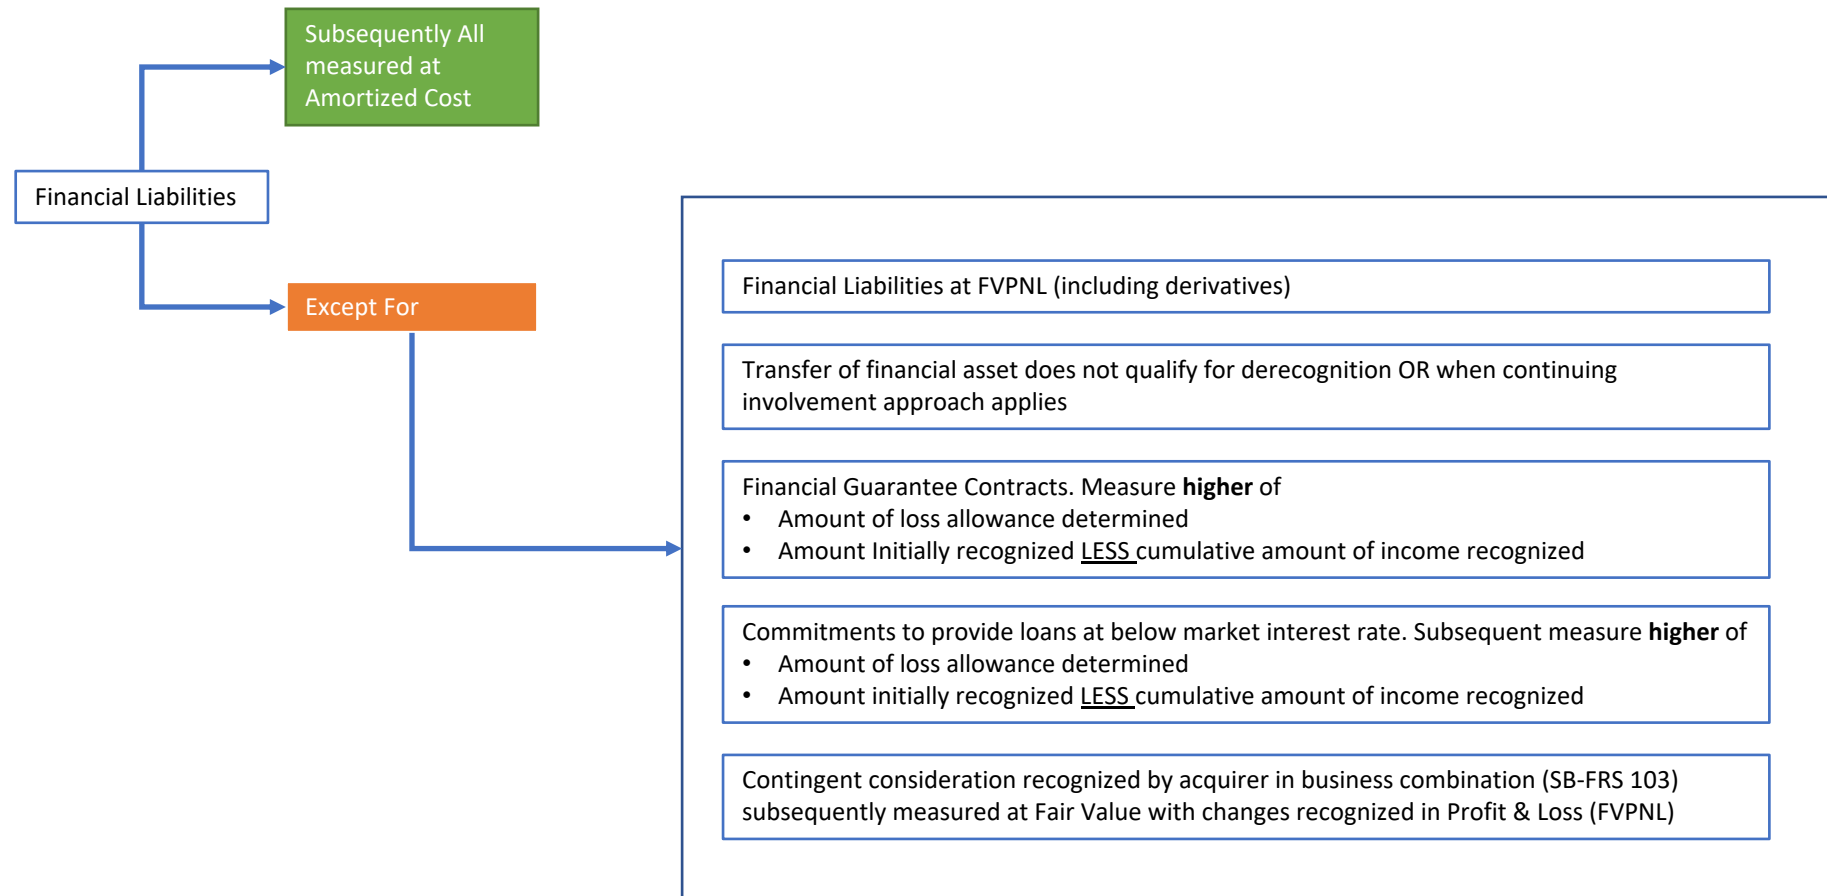 Subsequently All
measured at
Amortized Cost
Financial Liabilities
Except For
Financial Liabilities at FVPNL (including derivatives)
Transfer of financial asset does not qualify for derecognition OR when continuing
involvement approach applies
Financial Guarantee Contracts. Measure higher of
• Amount of loss allowance determined
• Amount Initially recognized LESS cumulative amount of income recognized
Commitments to provide loans at below market interest rate. Subsequent measure higher of
• Amount of loss allowance determined
• Amount initially recognized LESS cumulative amount of income recognized
Contingent consideration recognized by acquirer in business combination (SB-FRS 103)
subsequently measured at Fair Value with changes recognized in Profit & Loss (FVPNL)